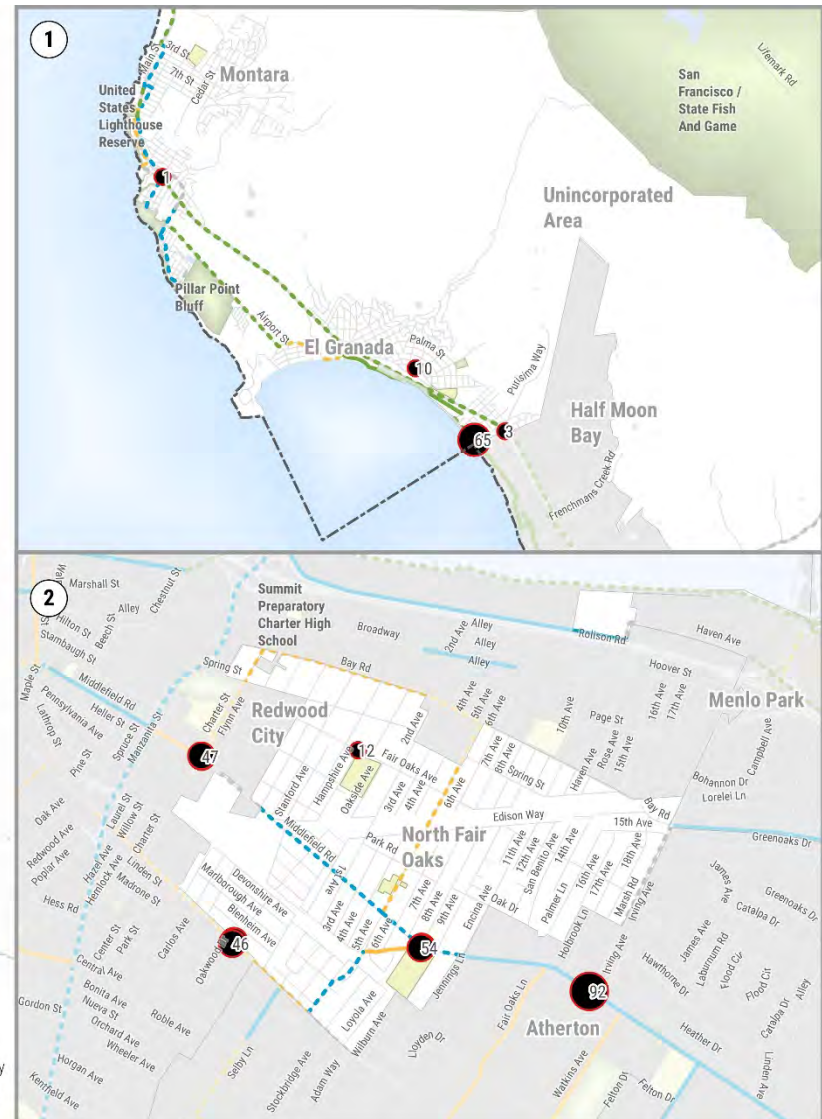 1
3rd St
Main St
7th St
Cedar St
Montara
United
States
Lighthouse
Reserve
San
Francisco /
State Fish
And Game
Lifemark Rd
1
Unincorporated
Area
Pillar Point
Bluff
Airport St
El Granada
Palma St
10
Purisima Way
65
3
Half Moon
Bay
Frenchmans Creek Rd
2
Marshall St
Hilton St
Stambaugh St
Beech St
Alley
Chestnut St
Maple St
Middlefield Rd
Heller St
Pennsylvania Ave
Lathrop St
Pine St
Spruce St
Manzanita St
Spring St
Charter St
Flynn Ave
Summit
Preparatory
Charter High
School
Broadway
Bay Rd
2nd Ave
Alley
Alley
Alley
Rolison Rd
Haven Ave
Hoover St
16th Ave
17th Ave
Menlo Park
4th Ave
5th Ave
6th Ave
10th Ave
Page St
Redwood
City
2nd Ave
7th Ave
8th Ave
Spring St
Haven Ave
Rose Ave
15th Ave
Campbell Ave
Bohannon Dr
Lorelei Ln
47
12
Stanford Ave
Hampshire Ave
Oakside Ave
Fair Oaks Ave
3rd Ave
4th Ave
6th Ave
Edison Way
15th Ave
Bay Rd
Greenoaks Dr
Oak Ave
Redwood Ave
Poplar Ave
Laurel St
Willow St
Charter St
Hazel Ave
Hemlock Ave
Linden St
Madrone St
Middlefield Rd
Park Rd
1st Ave
North Fair
Oaks
11th Ave
12th Ave
San Benito Ave
14th Ave
16th Ave
17th Ave
18th Ave
Palmer Ln
Marsh Rd
Irving Ave
James Ave
Greenoaks Dr
Catalpa Dr
Hess Rd
Marlborough Ave
Devonshire Ave
Blenheim Ave
3rd Ave
4th Ave
5th Ave
6th Ave
7th Ave
8th Ave
9th Ave
Encina Ave
Oak Dr
Holbrook Ln
James Ave
Laburnum Rd
Flood Cir
Flood Cir
Center St
Park St
Carlos Ave
46
54
Jennings Ln
Irving Ave
Hawthorne Dr
Catalpa Dr
Alley
Central Ave
Bonita Ave
Nueva St
Orchard Ave
Wheeler Ave
Roble Ave
92
Atherton
Heather Dr
Linden Ave
Gordon St
Horgan Ave
Kentfield Ave
Selby Ln
Stockbridge Ave
Adam Way
Loyola Ave
Wilburn Ave
Lloyden Dr
Fair Oaks Ln
Watkins Ave
Felton Dr
Felton Dr